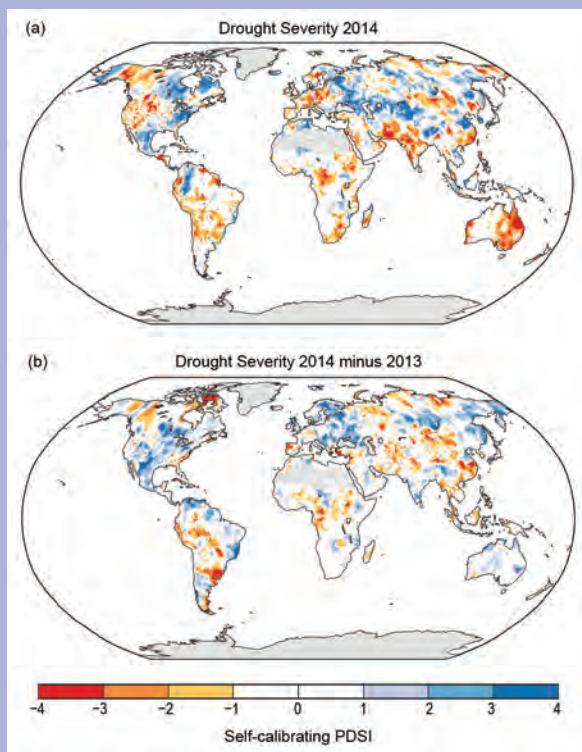 (a) Drought Severity 2014
(b) Drought Severity 2014 minus 2013
−4 −3 −2 −1 0 1 2 3 4
Self-calibrating PDSI